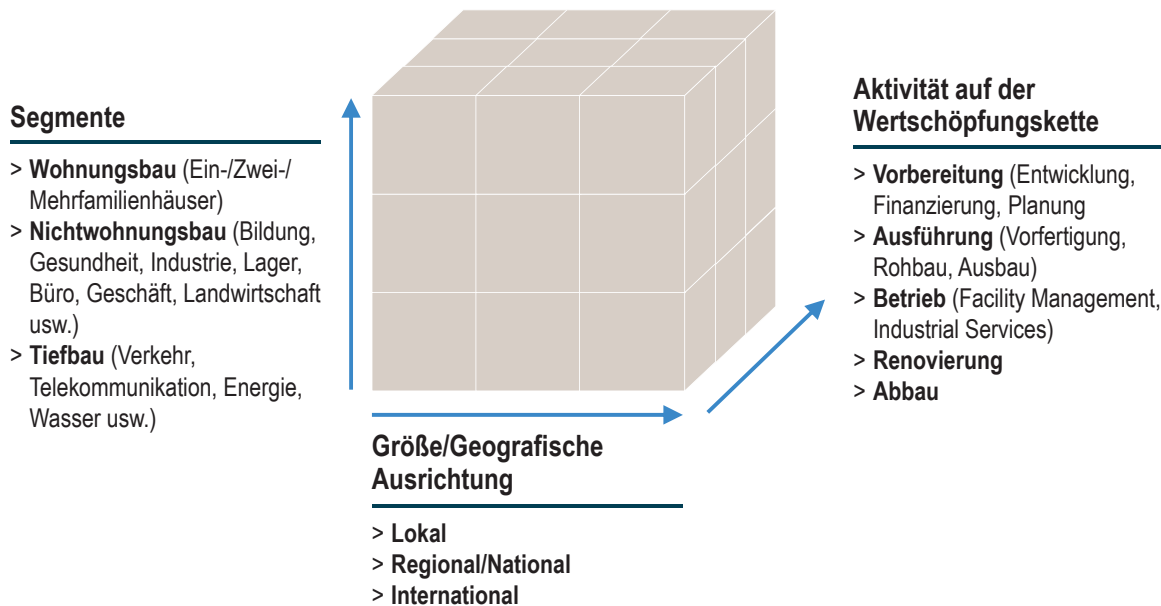 Segmente
> Wohnungsbau (Ein-/Zwei-/
Mehrfamilienhäuser)
> Nichtwohnungsbau (Bildung,
Gesundheit, Industrie, Lager,
Büro, Geschäft, Landwirtschaft
usw.)
> Tiefbau (Verkehr,
Telekommunikation, Energie,
Wasser usw.)
Größe/Geografische
Ausrichtung
> Lokal
> Regional/National
> International
Aktivität auf der
Wertschöpfungskette
> Vorbereitung (Entwicklung,
Finanzierung, Planung
> Ausführung (Vorfertigung,
Rohbau, Ausbau)
> Betrieb (Facility Management,
Industrial Services)
> Renovierung
> Abbau